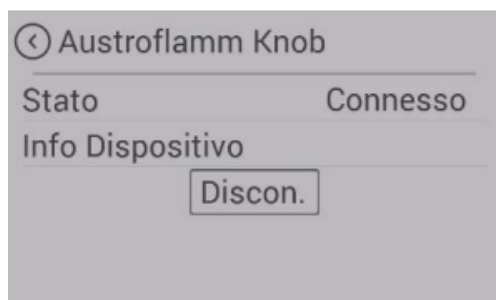 Austroflamm Knob
Stato Connesso
Info Dispositivo
Discon.